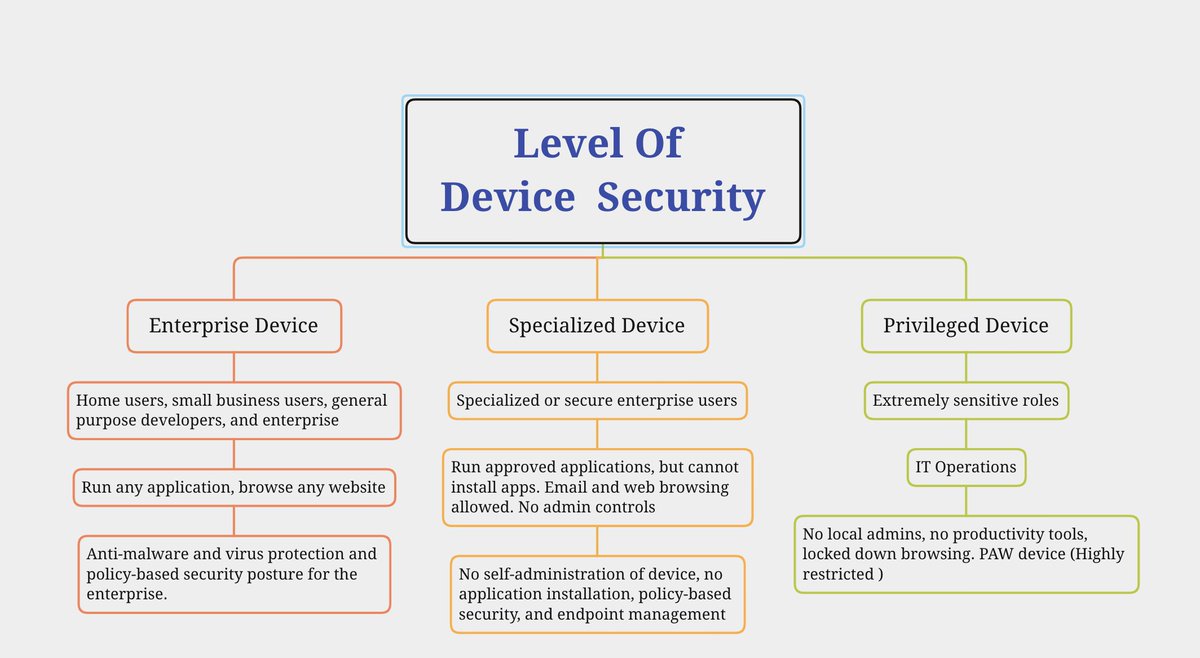 Level Of
Device  Security
Enterprise Device
Home users, small business users, general
purpose developers, and enterprise
Run any application, browse any website
Anti-malware and virus protection and
policy-based security posture for the
enterprise.
Specialized Device
Specialized or secure enterprise users
Run approved applications, but cannot
install apps. Email and web browsing
allowed. No admin controls
No self-administration of device, no
application installation, policy-based
security, and endpoint management
Privileged Device
Extremely sensitive roles
IT Operations
No local admins, no productivity tools,
locked down browsing. PAW device (Highly
restricted )